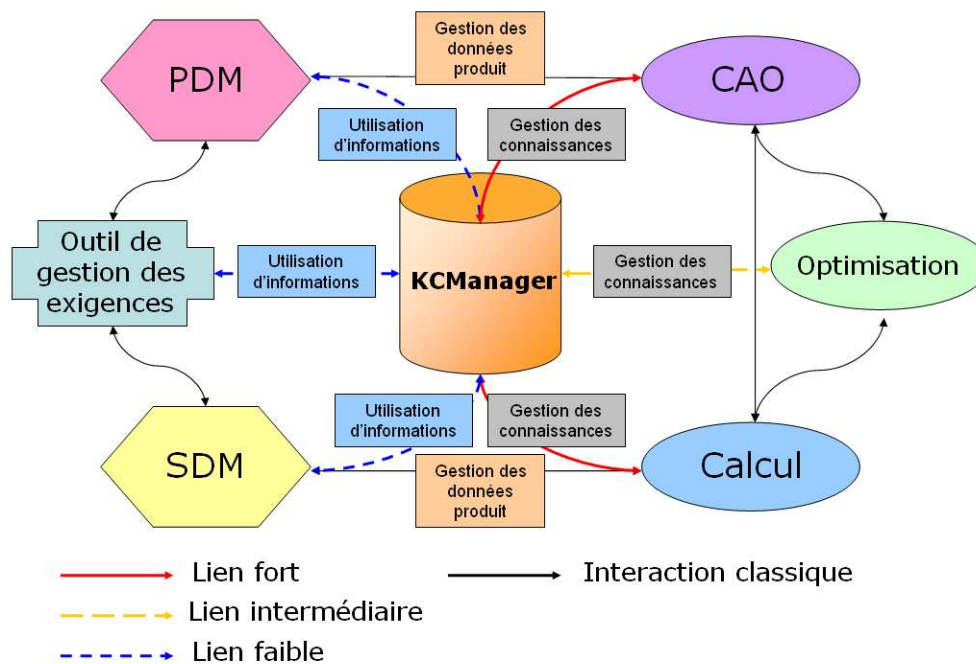 Gestion des
données
produit
PDM
CAO
Utilisation
d'informations
Gestion des
connaissances
Outil de
gestion des
exigences
Utilisation
d'informations
KCManager
Gestion des
connaissances
Optimisation
Utilisation
d'informations
Gestion des
connaissances
SDM
Calcul
Gestion des
données
produit
Lien fort
Interaction classique
Lien intermédiaire
Lien faible